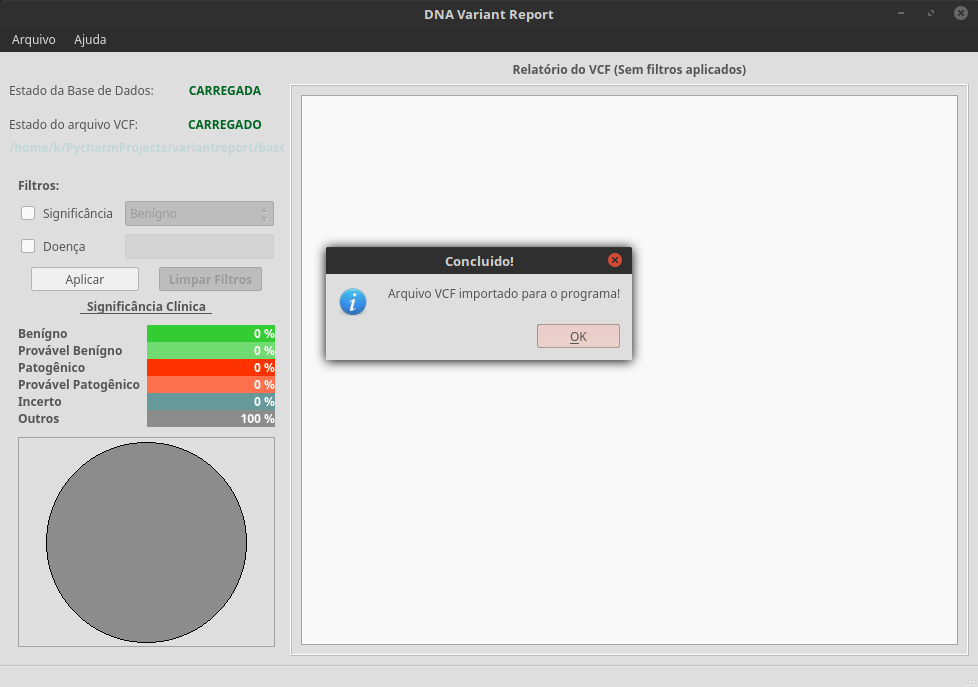 DNA Variant Report
Arquivo Ajuda
Relatório do VCF (Sem filtros aplicados)
Estado da Base de Dados: CARREGADA
Estado do arquivo VCF: CARREGADO
/home/k/PycharmProjects/variantreport/base
Filtros:
Significância Benígno
Doença
Aplicar Limpar Filtros
Significância Clínica
Benígno 0 %
Provável Benígno 0 %
Patogênico 0 %
Provável Patogênico 0 %
Incerto 0 %
Outros 100 %
Concluido!
Arquivo VCF importado para o programa!
OK